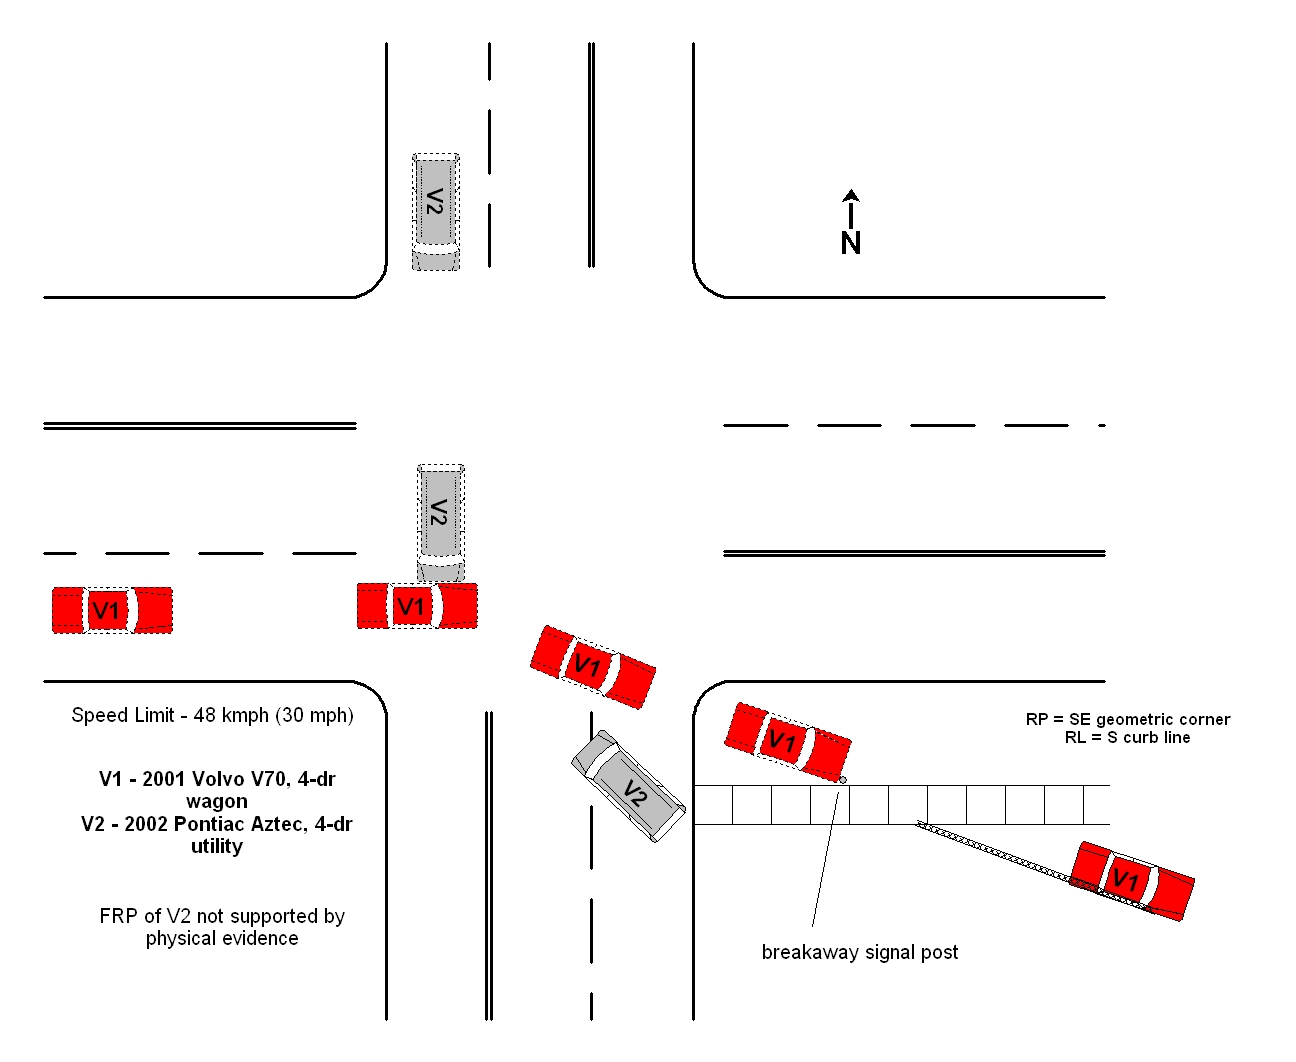 V2
N
V2
V1
V1
V1
Speed Limit - 48 kmph (30 mph)
V1
RP = SE geometric corner
RL = S curb line
V1 - 2001 Volvo V70, 4-dr
wagon
V2 - 2002 Pontiac Aztec, 4-dr
utility
V2
V1
FRP of V2 not supported by
physical evidence
breakaway signal post